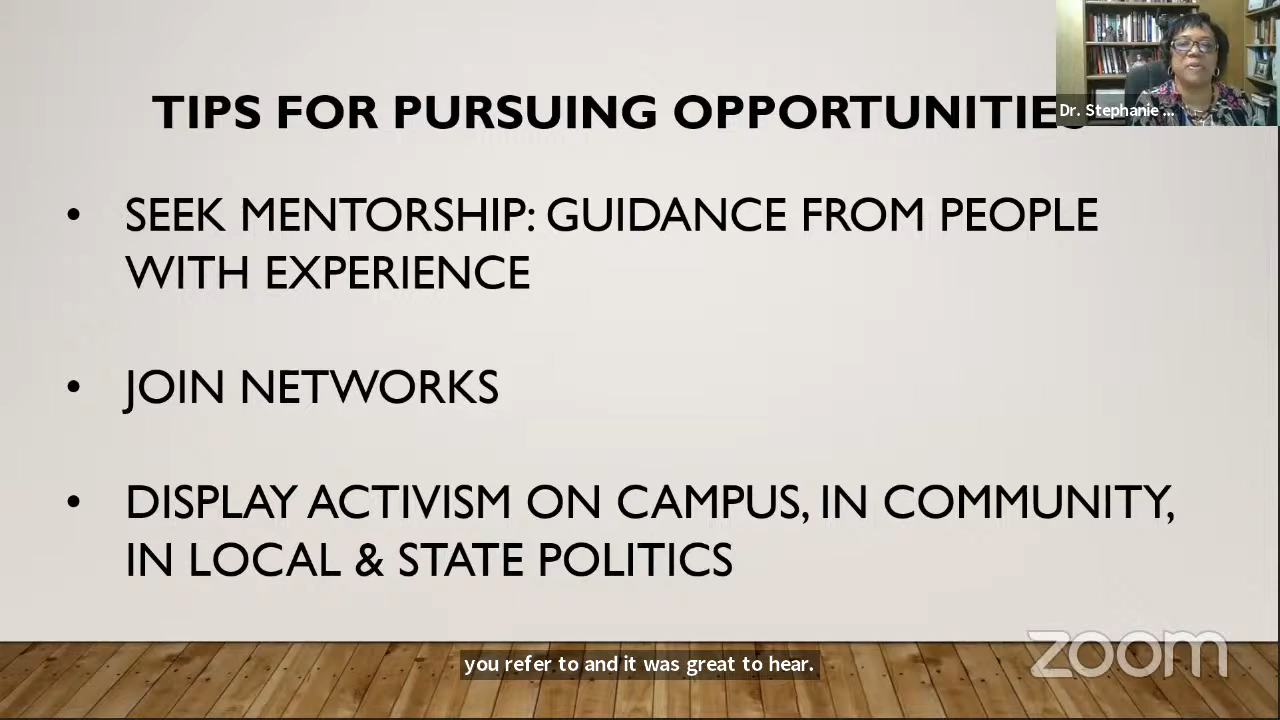 TIPS FOR PURSUING OPPORTUNITIES
Dr. Stephanie ...
• SEEK MENTORSHIP: GUIDANCE FROM PEOPLE
WITH EXPERIENCE
• JOIN NETWORKS
• DISPLAY ACTIVISM ON CAMPUS, IN COMMUNITY,
IN LOCAL & STATE POLITICS
zoom
you refer to and it was great to hear.